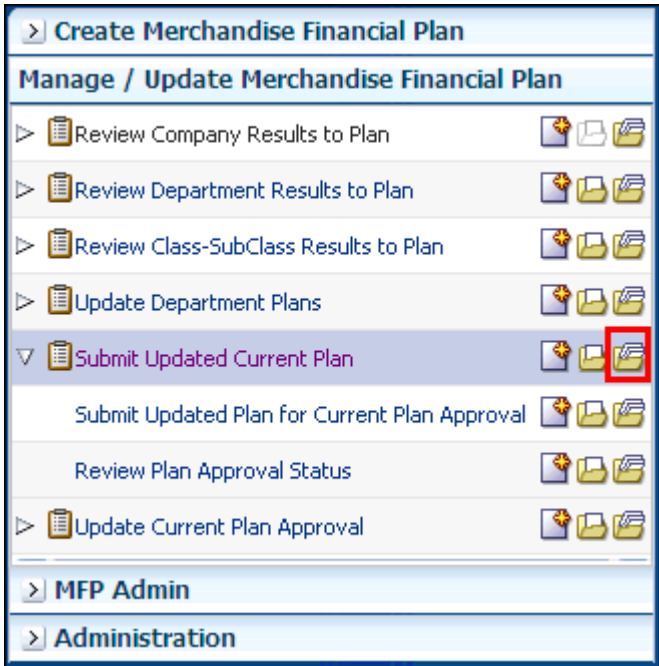 Create Merchandise Financial Plan
Manage / Update Merchandise Financial Plan
Review Company Results to Plan
Review Department Results to Plan
Review Class-SubClass Results to Plan
Update Department Plans
Submit Updated Current Plan
Submit Updated Plan for Current Plan Approval
Review Plan Approval Status
Update Current Plan Approval
MFP Admin
Administration